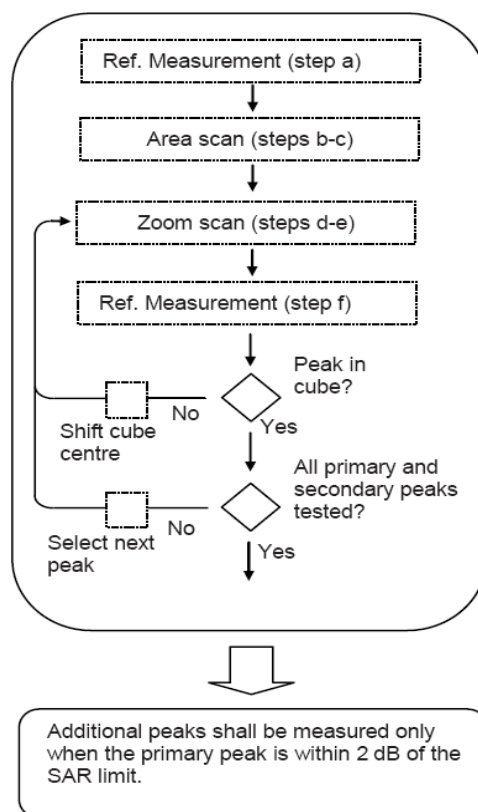 Ref. Measurement (step a)
Area scan (steps b-c)
Zoom scan (steps d-e)
Ref. Measurement (step f)
Peak in
cube?
No
Yes
Shift cube
centre
All primary and
secondary peaks
tested?
No
Yes
Select next
peak
Additional peaks shall be measured only
when the primary peak is within 2 dB of the
SAR limit.